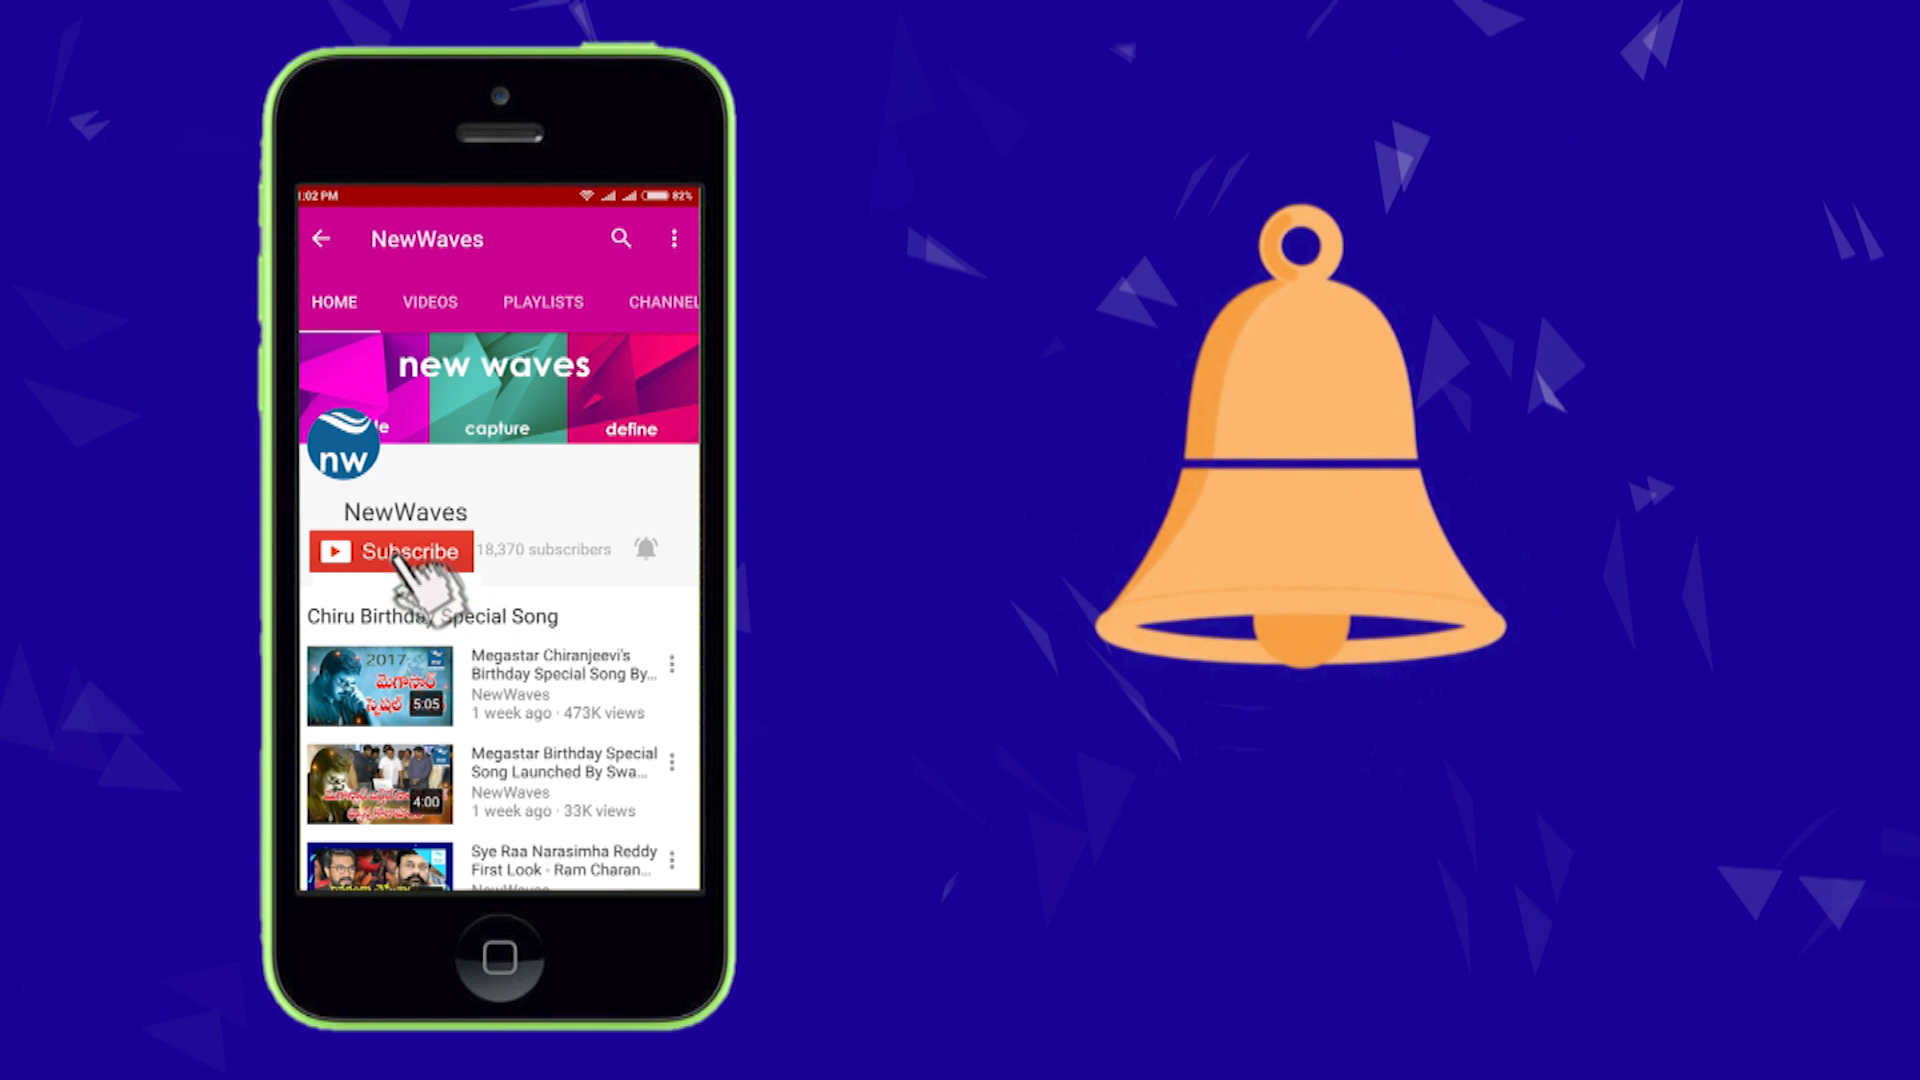 1:02 PM
82%
NewWaves
HOME VIDEOS PLAYLISTS CHANNEL
new waves
capture define
nw
NewWaves
Subscribe 18,370 subscribers
Chiru Birthday Special Song
2017
మెగాస్టార్
స్పెషల్
5:05
Megastar Chiranjeevi's
Birthday Special Song By...
NewWaves
1 week ago · 473K views
4:00
Megastar Birthday Special
Song Launched By Swa...
NewWaves
1 week ago · 33K views
Sye Raa Narasimha Reddy
First Look - Ram Charan...
NewWaves